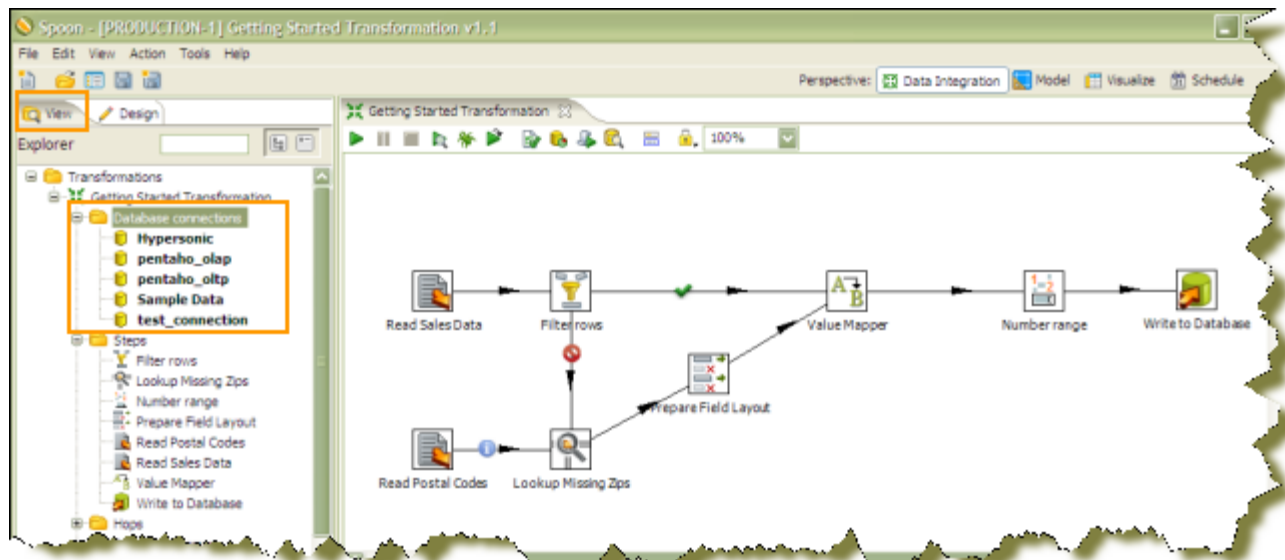 Spoon - [PRODUCTION-1] Getting Started Transformation v1.1
File Edit View Action Tools Help
Perspective: Data Integration Model Visualize Schedule
View Design
Getting Started Transformation
Explorer
100%
Transformations
Getting Started Transformation
Database connections
Hypersonic
pentaho_olap
pentaho_oltp
Sample Data
test_connection
Steps
Filter rows
Lookup Missing Zips
Number range
Prepare Field Layout
Read Postal Codes
Read Sales Data
Value Mapper
Write to Database
Hops
Read Sales Data
Filter rows
Value Mapper
Number range
Write to Database
Prepare Field Layout
Read Postal Codes
Lookup Missing Zips